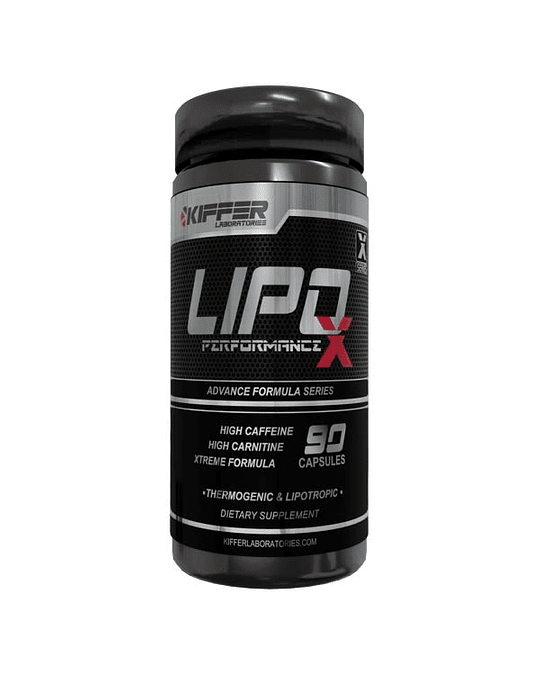 KIFFER
LABORATORIES
X
SERIES
LIPO
PERFORMANCE X
ADVANCE FORMULA SERIES
HIGH CAFFEINE
HIGH CARNITINE
XTREME FORMULA
90
CAPSULES
•THERMOGENIC & LIPOTROPIC•
DIETARY SUPPLEMENT
KIFFERLABORATORIES.COM